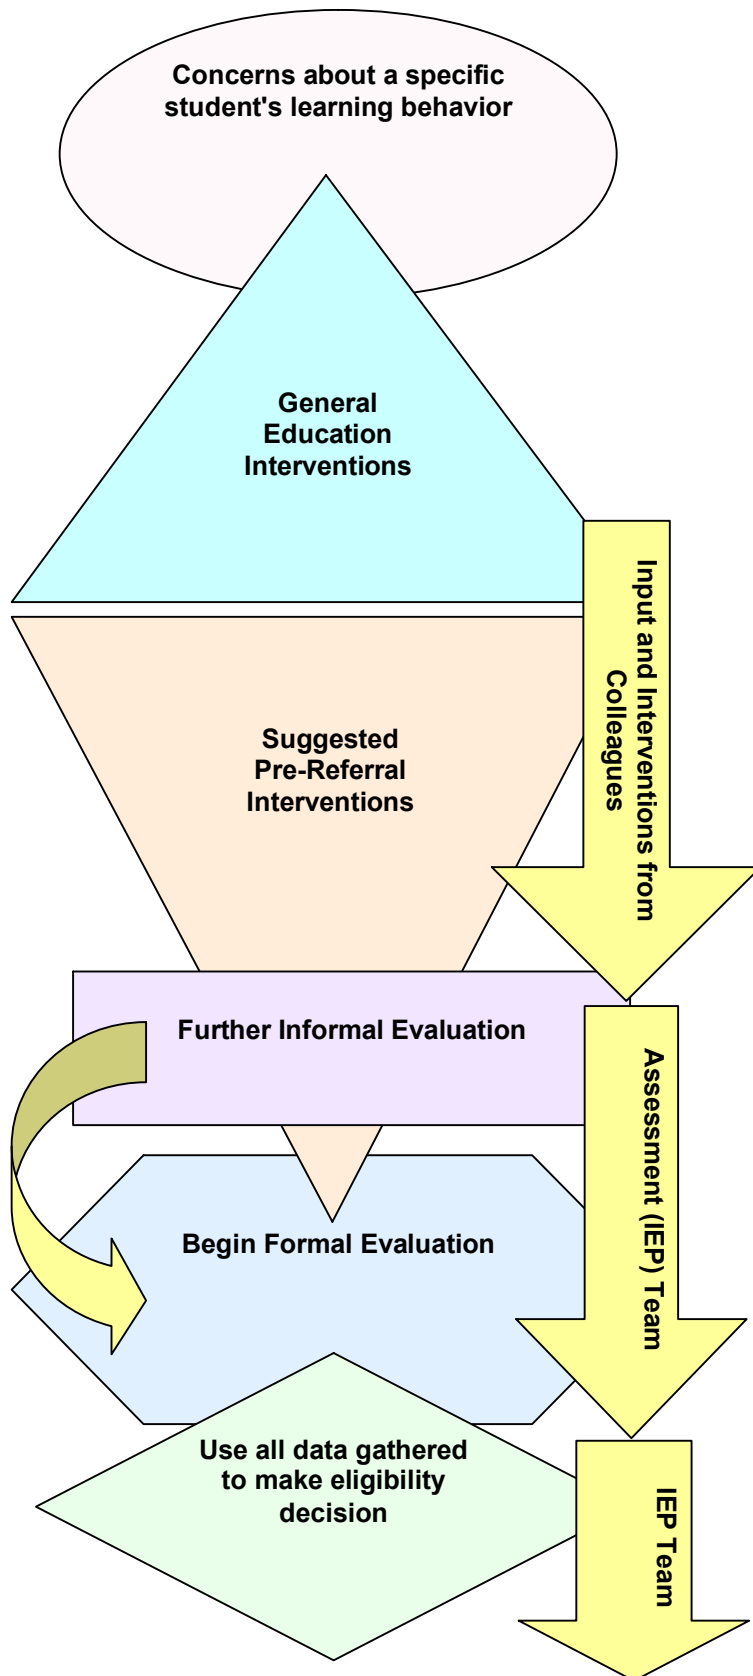 Concerns about a specific
student's learning behavior
General
Education
Interventions
Input and Interventions from
Colleagues
Suggested
Pre-Referral
Interventions
Further Informal Evaluation
Assessment (IEP) Team
Begin Formal Evaluation
Use all data gathered
to make eligibility
decision
IEP Team